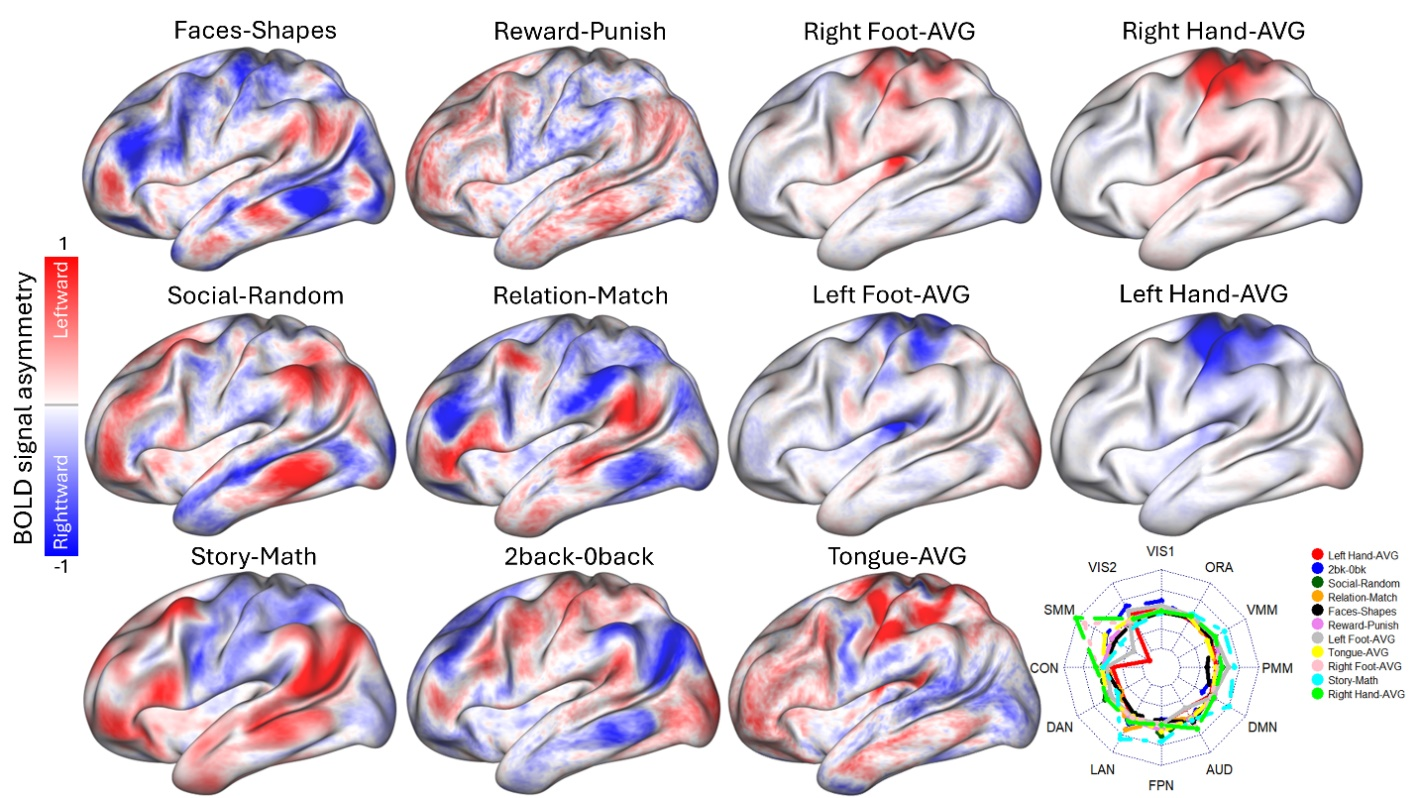 Faces-Shapes
Reward-Punish
Right Foot-AVG
Right Hand-AVG
1
BOLD signal asymmetry
Leftward
Rightward
-1
Social-Random
Relation-Match
Left Foot-AVG
Left Hand-AVG
Story-Math
2back-0back
Tongue-AVG
VIS1
VIS2
ORA
SMM
VMM
CON
PMM
DAN
DMN
LAN
AUD
FPN
Left Hand-AVG
2bk-0bk
Social-Random
Relation-Match
Faces-Shapes
Reward-Punish
Left Foot-AVG
Tongue-AVG
Right Foot-AVG
Story-Math
Right Hand-AVG